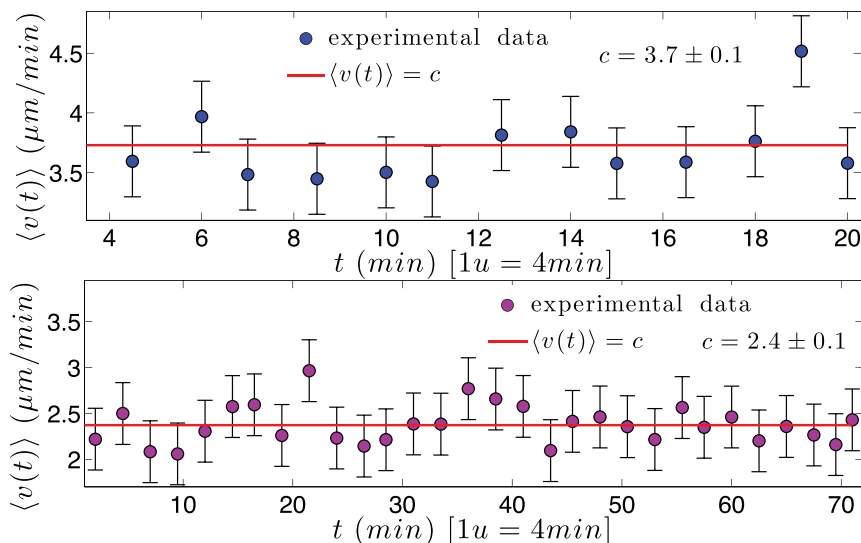 ⟨v(t)⟩ (μm/min)
4.5
4
3.5
experimental data
⟨v(t)⟩ = c
c = 3.7 ± 0.1
4 6 8 10 12 14 16 18 20
t (min) [1u = 4min]
⟨v(t)⟩ (μm/min)
3.5
3
2.5
2
experimental data
⟨v(t)⟩ = c c = 2.4 ± 0.1
10 20 30 40 50 60 70
t (min) [1u = 4min]